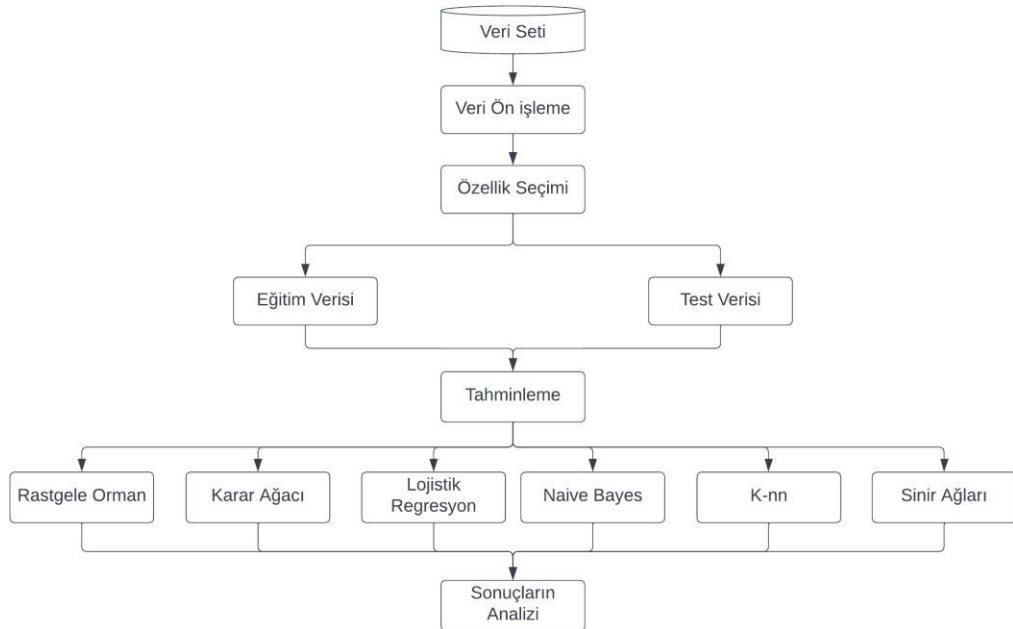 Veri Seti
Veri Ön işleme
Özellik Seçimi
Eğitim Verisi
Test Verisi
Tahminleme
Rastgele Orman
Karar Ağacı
Lojistik
Regresyon
Naive Bayes
K-nn
Sinir Ağları
Sonuçların
Analizi